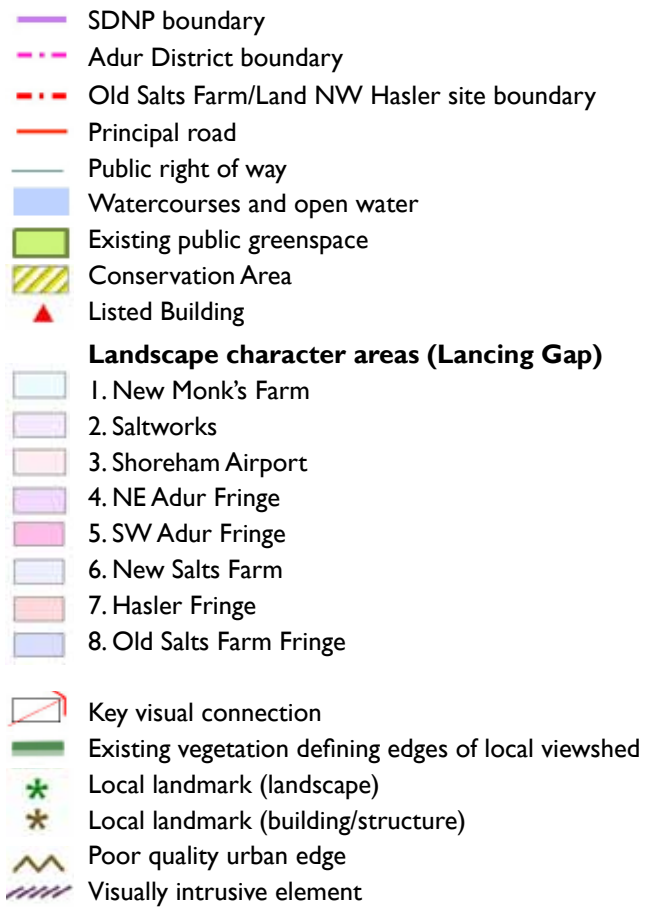 SDNP boundary
Adur District boundary
Old Salts Farm/Land NW Hasler site boundary
Principal road
Public right of way
Watercourses and open water
Existing public greenspace
Conservation Area
Listed Building
Landscape character areas (Lancing Gap)
1. New Monk's Farm
2. Saltworks
3. Shoreham Airport
4. NE Adur Fringe
5. SW Adur Fringe
6. New Salts Farm
7. Hasler Fringe
8. Old Salts Farm Fringe
Key visual connection
Existing vegetation defining edges of local viewshed
Local landmark (landscape)
Local landmark (building/structure)
Poor quality urban edge
Visually intrusive element